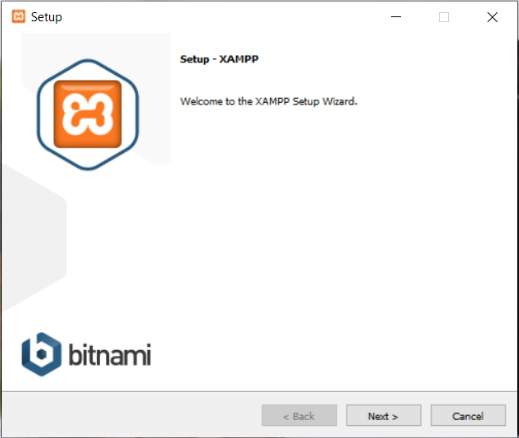 Setup
Setup - XAMPP
Welcome to the XAMPP Setup Wizard.
bitnami
< Back
Next >
Cancel